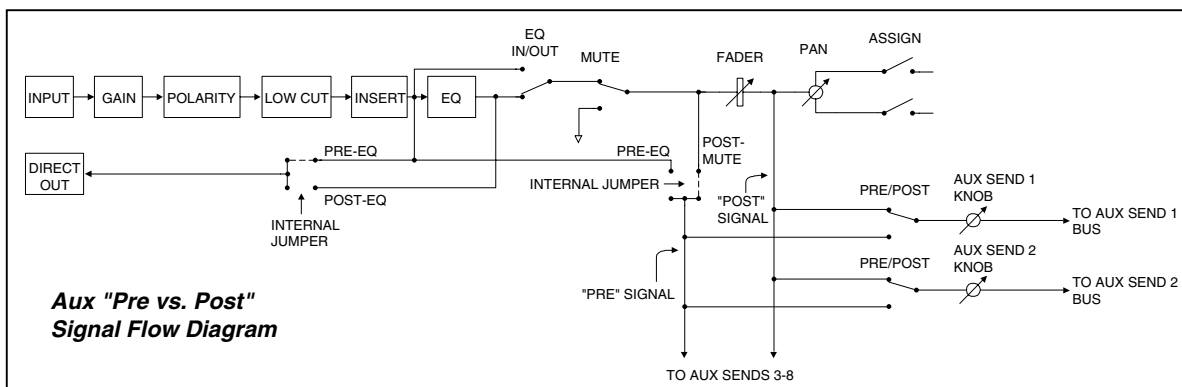 EQ
IN/OUT
MUTE
FADER
PAN
ASSIGN
INPUT
GAIN
POLARITY
LOW CUT
INSERT
EQ
DIRECT
OUT
PRE-EQ
POST-EQ
INTERNAL
JUMPER
PRE-EQ
POST-
MUTE
INTERNAL JUMPER
"POST"
SIGNAL
PRE/POST
AUX SEND 1
KNOB
TO AUX SEND 1
BUS
"PRE" SIGNAL
PRE/POST
AUX SEND 2
KNOB
TO AUX SEND 2
BUS
Aux "Pre vs. Post"
Signal Flow Diagram
TO AUX SENDS 3-8